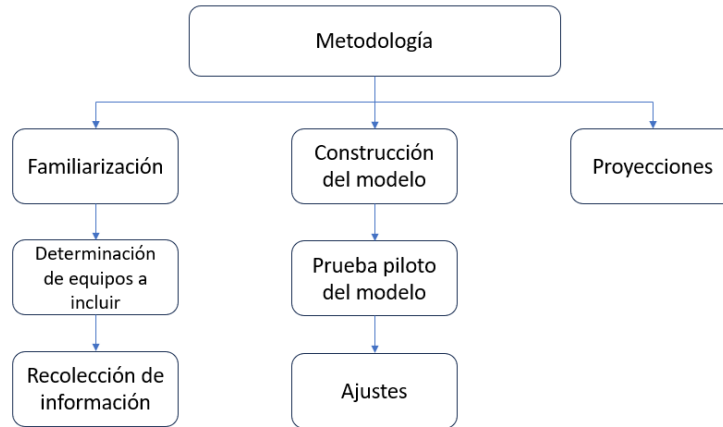 Metodología
Familiarización
Construcción
del modelo
Proyecciones
Determinación
de equipos a
incluir
Prueba piloto
del modelo
Recolección de
información
Ajustes